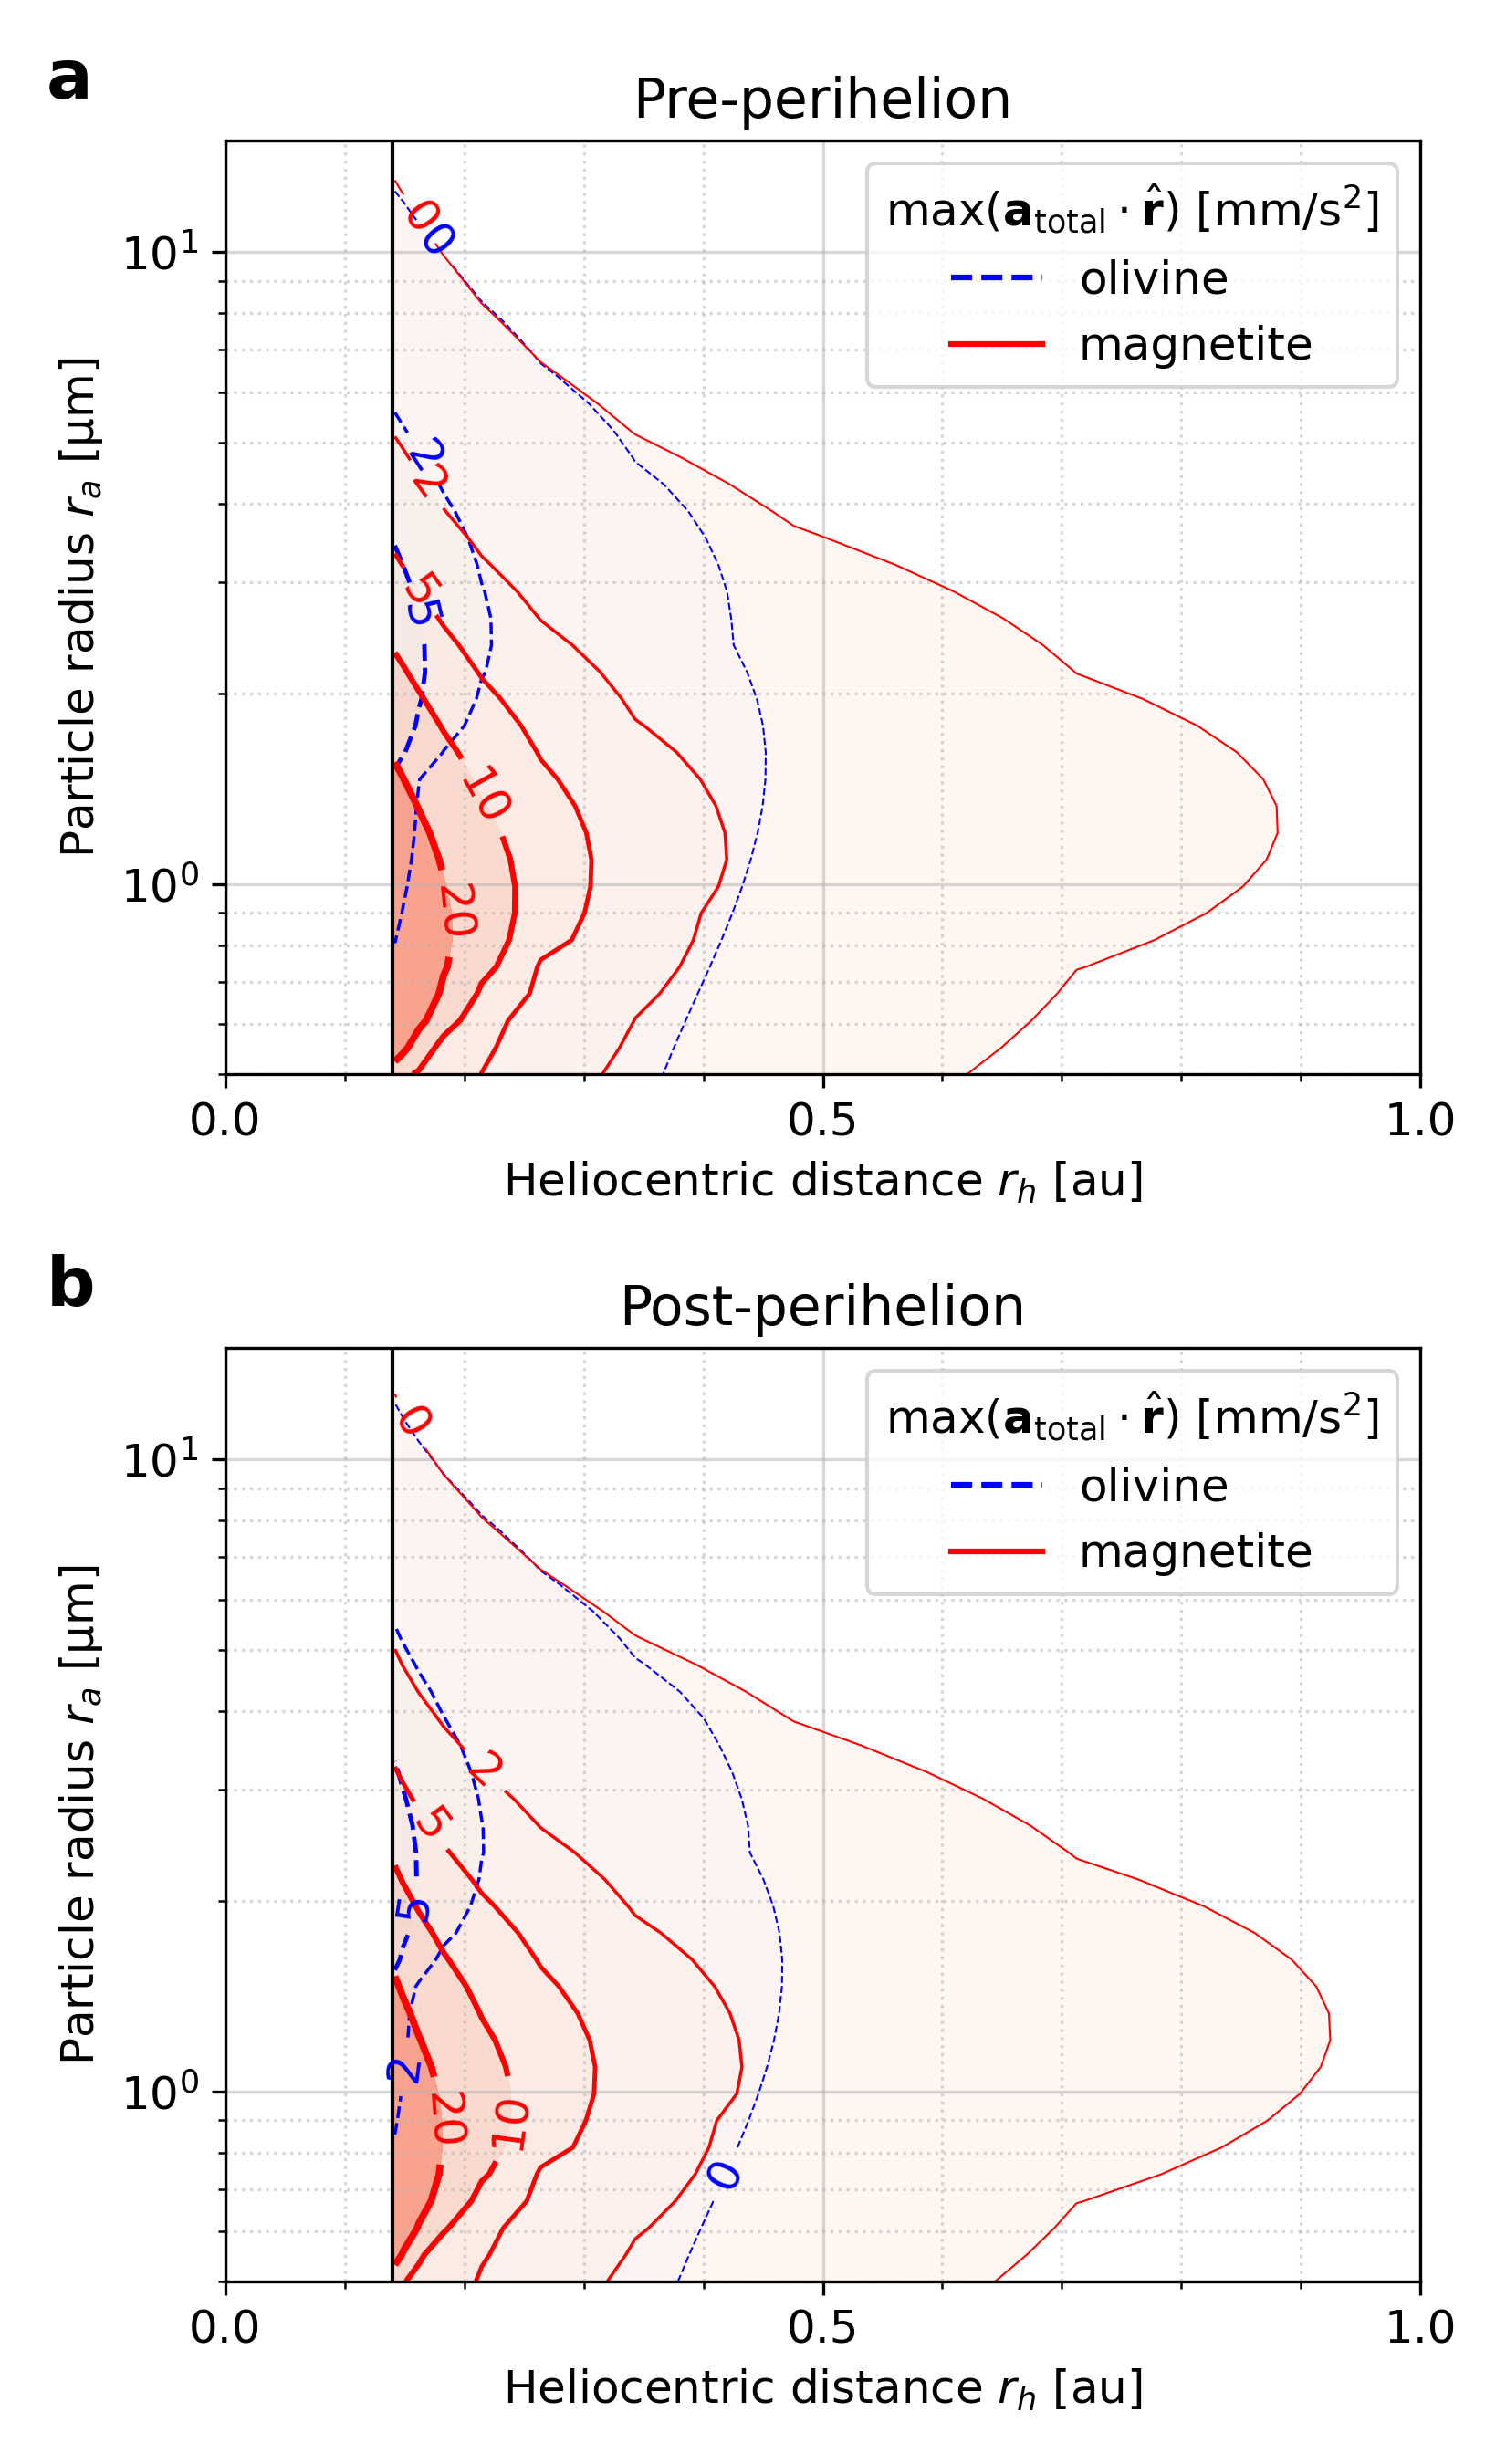 a
Pre-perihelion
max(a_total · r̂) [mm/s²]
olivine
magnetite
0 0
2 2
5 5
10
20
10¹
10⁰
Particle radius r_a [µm]
0.0 0.5 1.0
Heliocentric distance r_h [au]
b
Post-perihelion
max(a_total · r̂) [mm/s²]
olivine
magnetite
0
2
5
5
2
20
10
0
10¹
10⁰
Particle radius r_a [µm]
0.0 0.5 1.0
Heliocentric distance r_h [au]